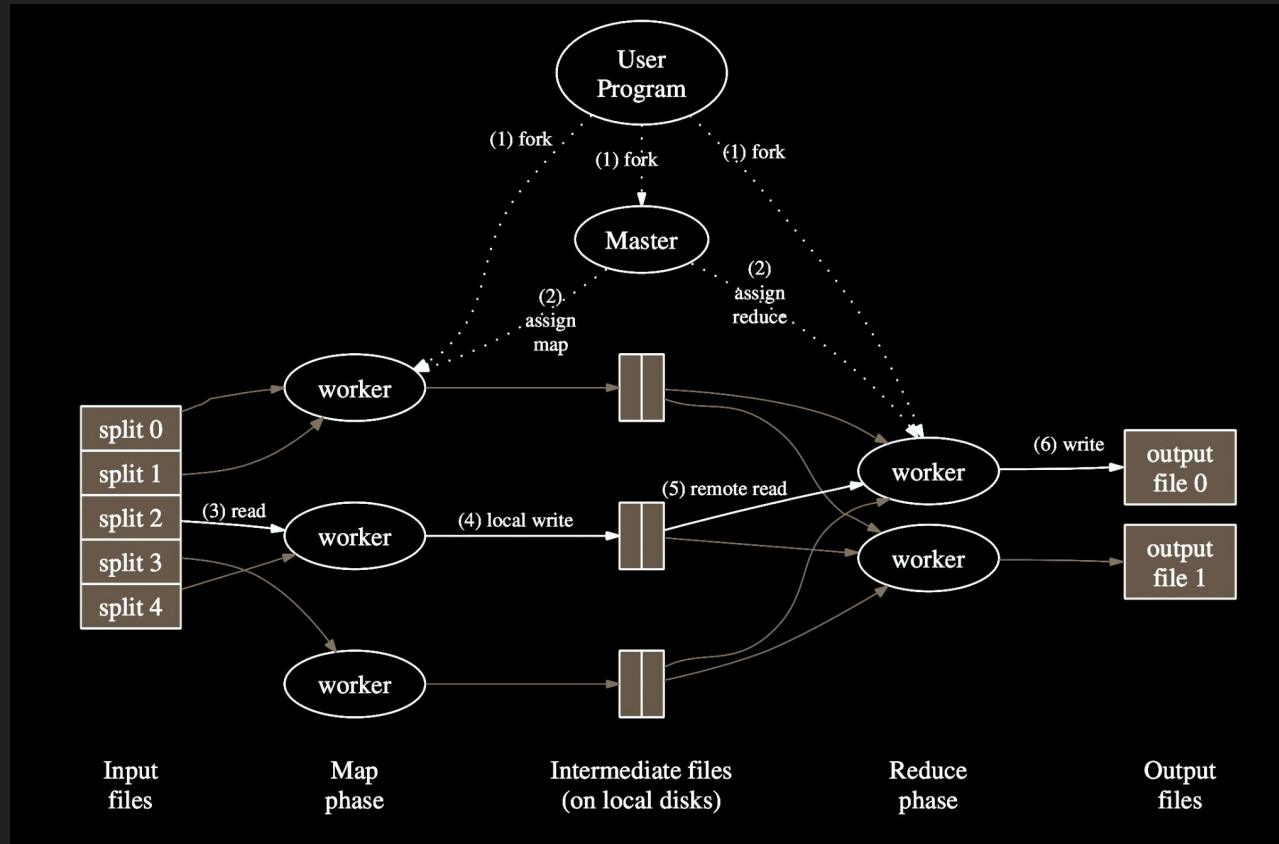 User
Program
(1) fork
(1) fork
(1) fork
Master
(2)
assign
map
(2)
assign
reduce
worker
split 0
split 1
split 2
split 3
split 4
(3) read
worker
(4) local write
(5) remote read
worker
(6) write
output
file 0
worker
output
file 1
worker
Input
files
Map
phase
Intermediate files
(on local disks)
Reduce
phase
Output
files